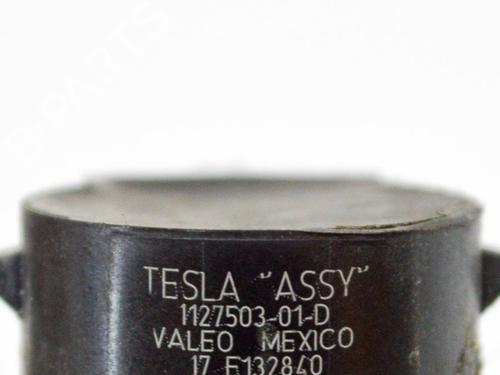 TESLA "ASSY"
1127503-01-D
VALEO MEXICO
17 E132840